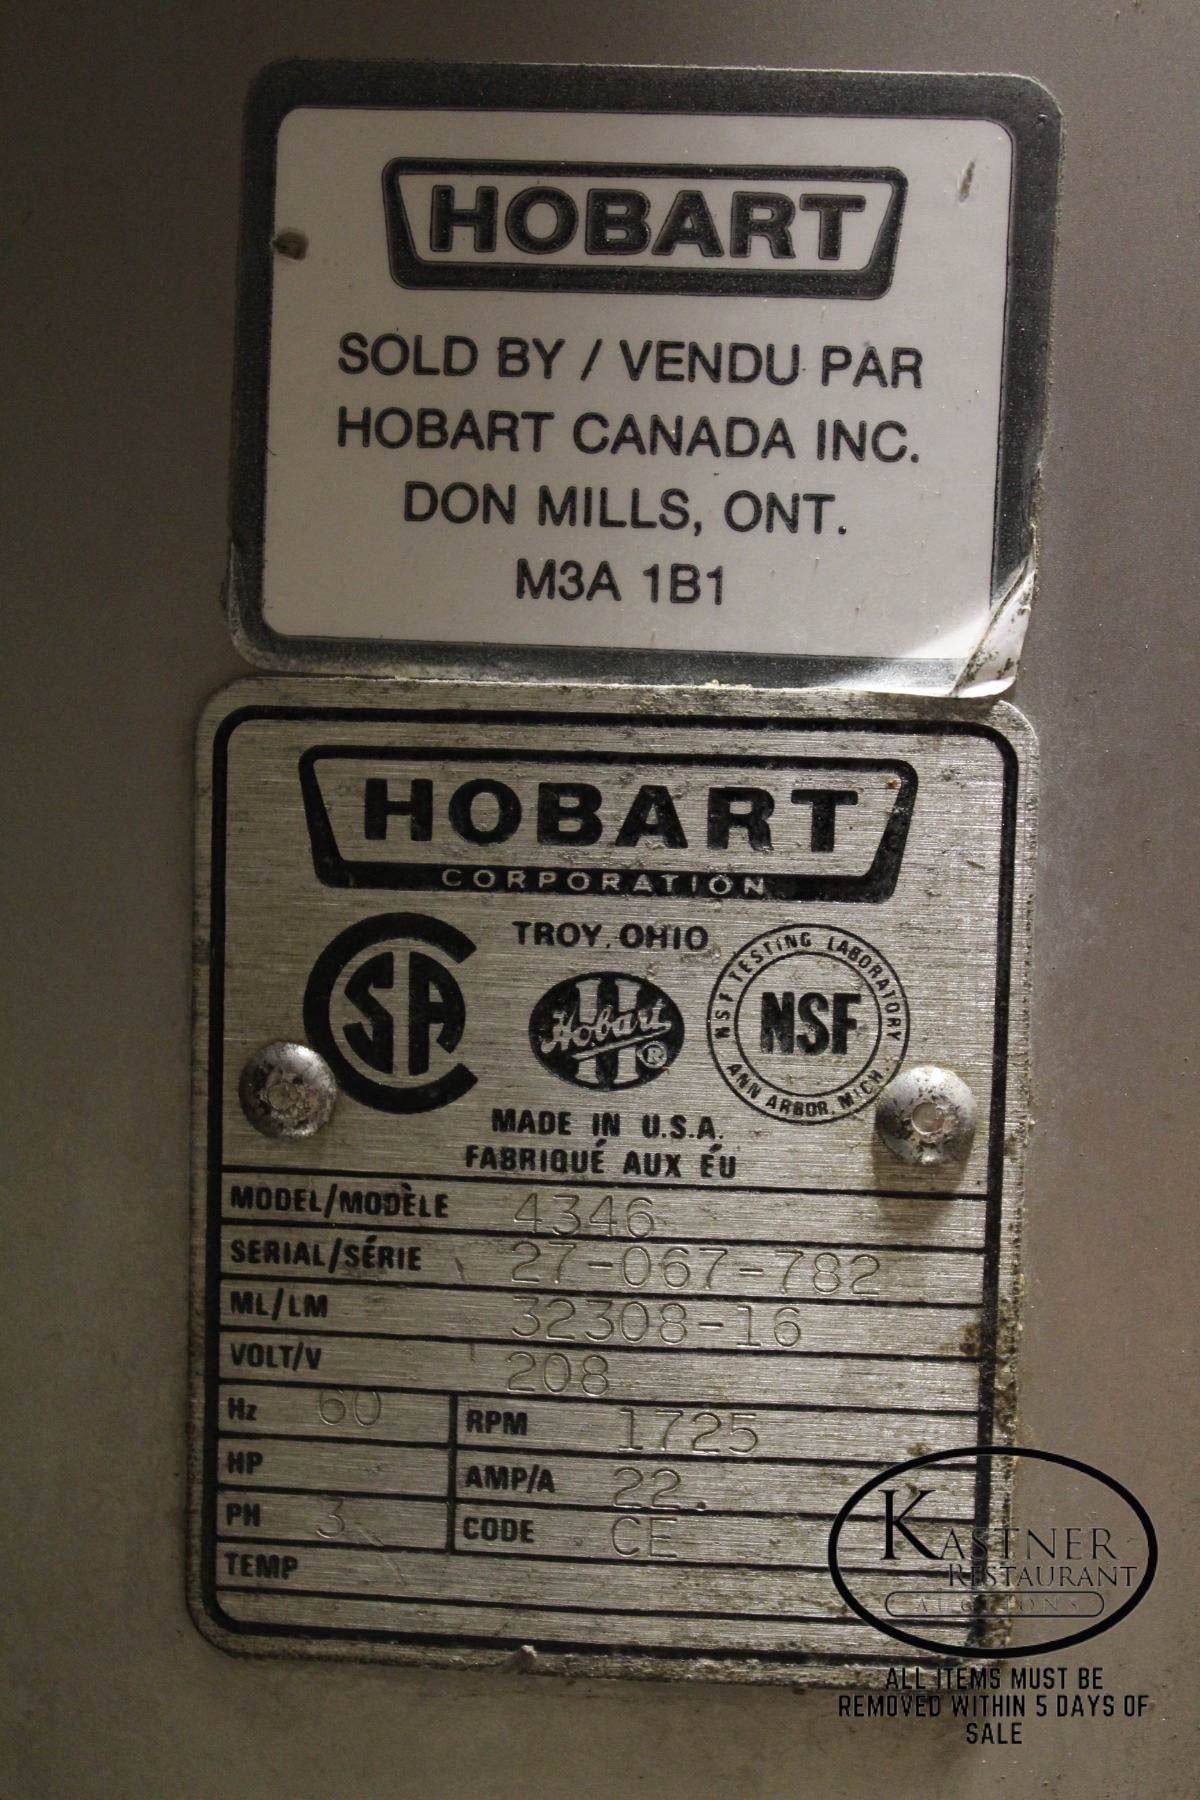 HOBART
SOLD BY / VENDU PAR
HOBART CANADA INC.
DON MILLS, ONT.
M3A 1B1
HOBART
CORPORATION
TROY, OHIO
CSA
Hobart ®
NSF TESTING LABORATORY
NSF
ANN ARBOR, MICH.
MADE IN U.S.A.
FABRIQUÉ AUX ÉU
MODEL/MODÈLE 4346
SERIAL/SÉRIE 27-067-782
ML/LM 32308-16
VOLT/V 208
Hz 60 RPM 1725
HP AMP/A 22.
PH 3 CODE CE
TEMP
KASTNER
RESTAURANT
AUCTIONS
ALL ITEMS MUST BE
REMOVED WITHIN 5 DAYS OF
SALE